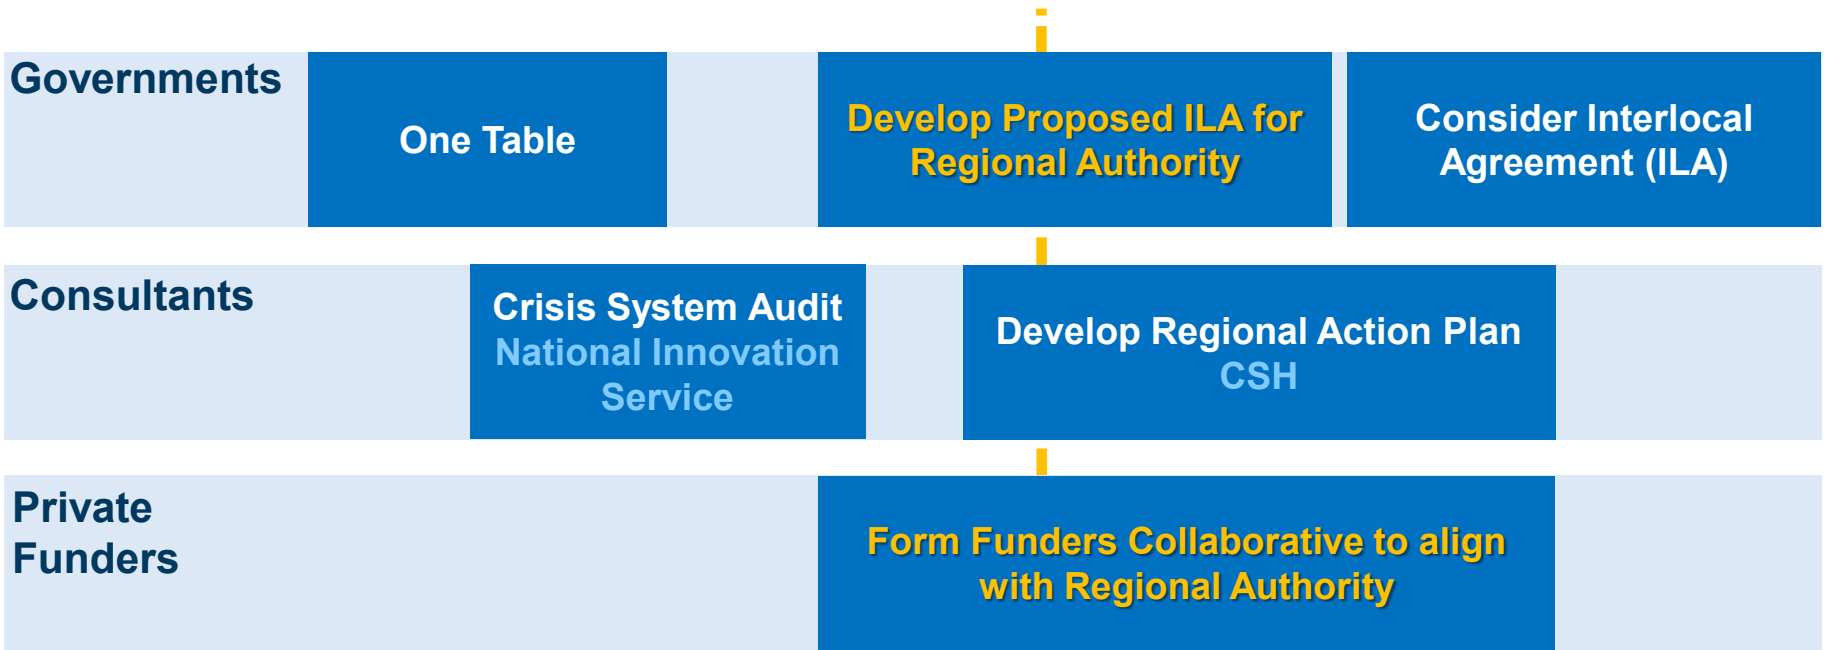 Governments
One Table
Develop Proposed ILA for
Regional Authority
Consider Interlocal
Agreement (ILA)
Consultants
Crisis System Audit
National Innovation
Service
Develop Regional Action Plan
CSH
Private
Funders
Form Funders Collaborative to align
with Regional Authority